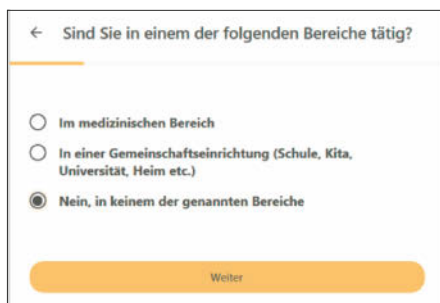 ← Sind Sie in einem der folgenden Bereiche tätig?
Im medizinischen Bereich
In einer Gemeinschaftseinrichtung (Schule, Kita,
Universität, Heim etc.)
Nein, in keinem der genannten Bereiche
Weiter